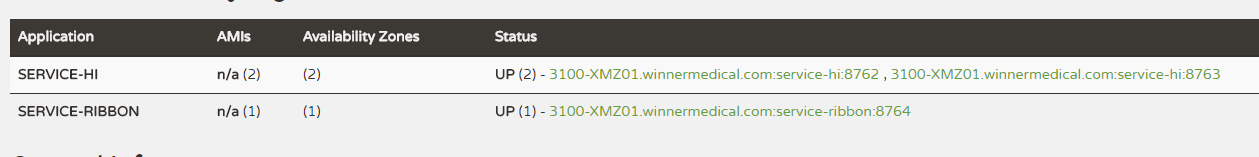 Application AMIs Availability Zones Status
SERVICE-HI n/a (2) (2) UP (2) - 3100-XMZ01.winnermedical.com:service-hi:8762 , 3100-XMZ01.winnermedical.com:service-hi:8763
SERVICE-RIBBON n/a (1) (1) UP (1) - 3100-XMZ01.winnermedical.com:service-ribbon:8764